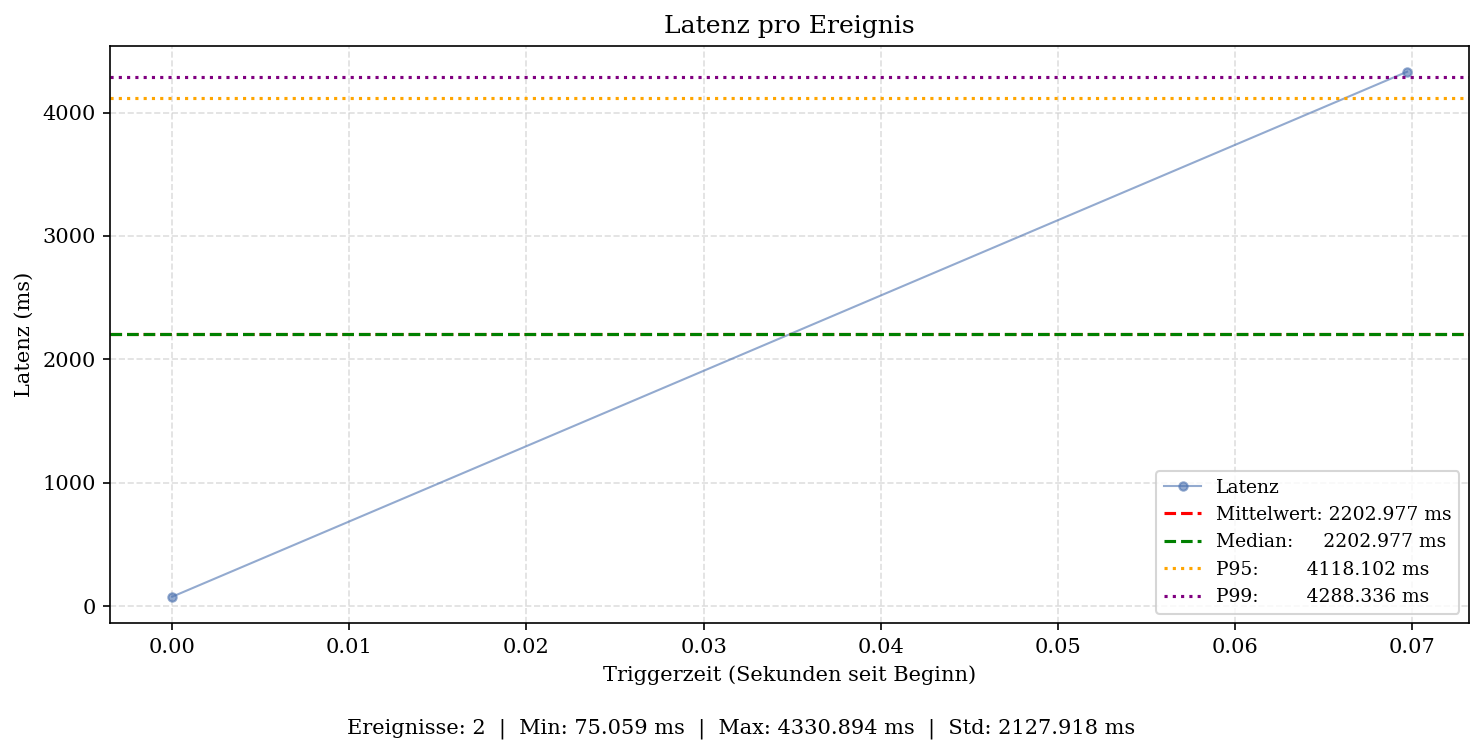 Latenz pro Ereignis
Latenz (ms)
4000
3000
2000
1000
0
Latenz
Mittelwert: 2202.977 ms
Median: 2202.977 ms
P95: 4118.102 ms
P99: 4288.336 ms
0.00 0.01 0.02 0.03 0.04 0.05 0.06 0.07
Triggerzeit (Sekunden seit Beginn)
Ereignisse: 2 | Min: 75.059 ms | Max: 4330.894 ms | Std: 2127.918 ms